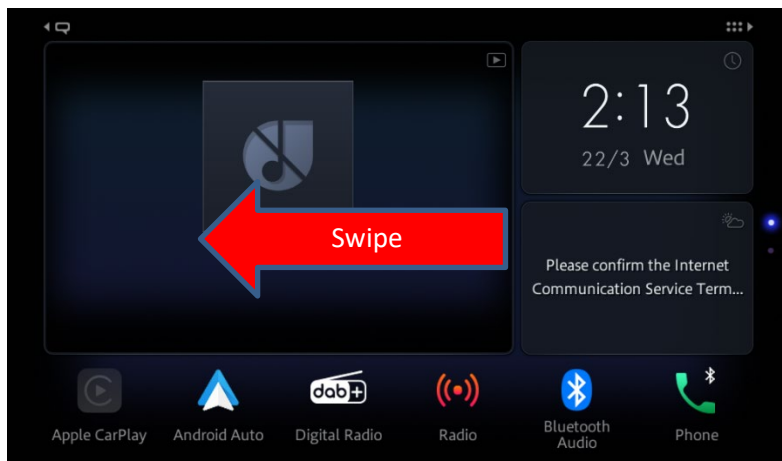 2:13
22/3 Wed
Swipe
Please confirm the Internet
Communication Service Term...
dab+
Apple CarPlay
Android Auto
Digital Radio
Radio
Bluetooth
Audio
Phone